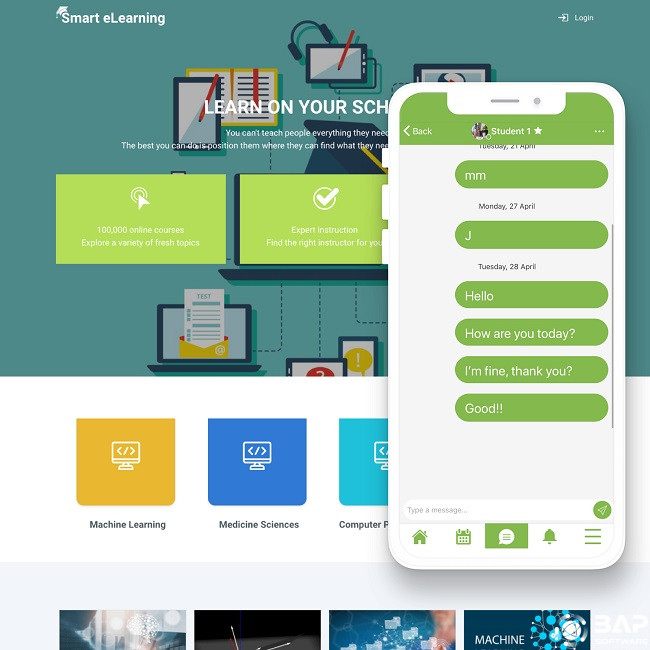 Smart eLearning
Login
LEARN ON YOUR SCH
You can't teach people everything they need
The best you can do is position them where they can find what they nee
100,000 online courses
Explore a variety of fresh topics
Expert instruction
Find the right instructor for you
TEST
Machine Learning
Medicine Sciences
Computer P
MACHINE
Back
Student 1
Tuesday, 21 April
mm
Monday, 27 April
J
Tuesday, 28 April
Hello
How are you today?
I'm fine, thank you?
Good!!
Type a message...
BAP